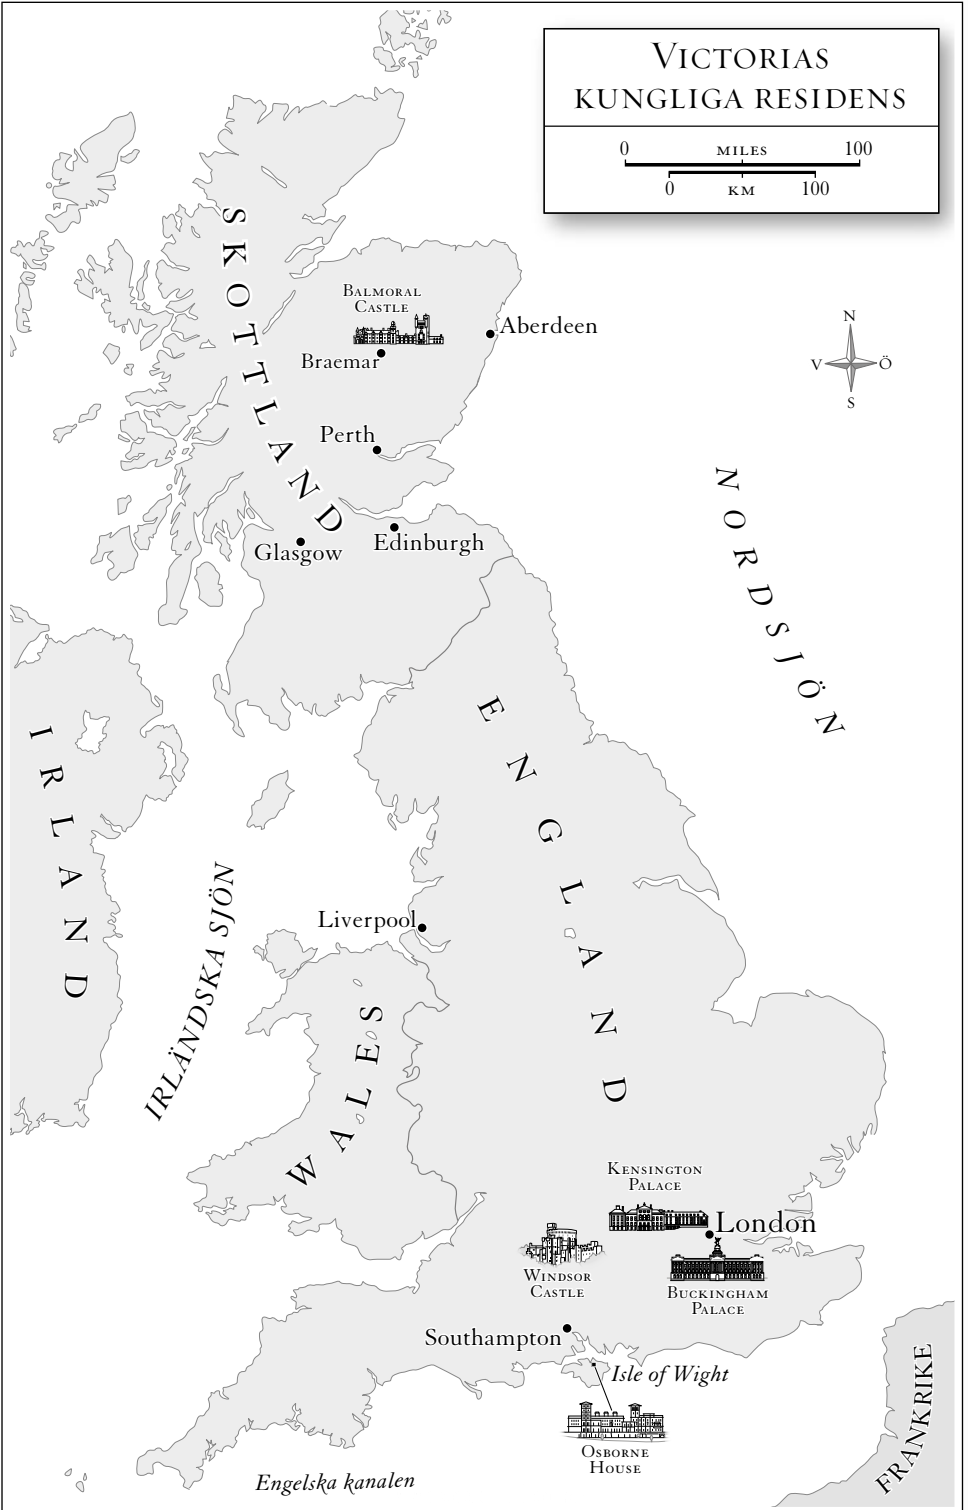 VICTORIAS
KUNGLIGA RESIDENS
0 MILES 100
0 KM 100
SKOTTLAND
BALMORAL
CASTLE
Aberdeen
Braemar
N
V Ö
S
Perth
NORDSJÖN
Glasgow
Edinburgh
IRLAND
ENGLAND
IRLÄNDSKA SJÖN
Liverpool
WALES
KENSINGTON
PALACE
London
WINDSOR
CASTLE
BUCKINGHAM
PALACE
Southampton
Isle of Wight
FRANKRIKE
OSBORNE
HOUSE
Engelska kanalen